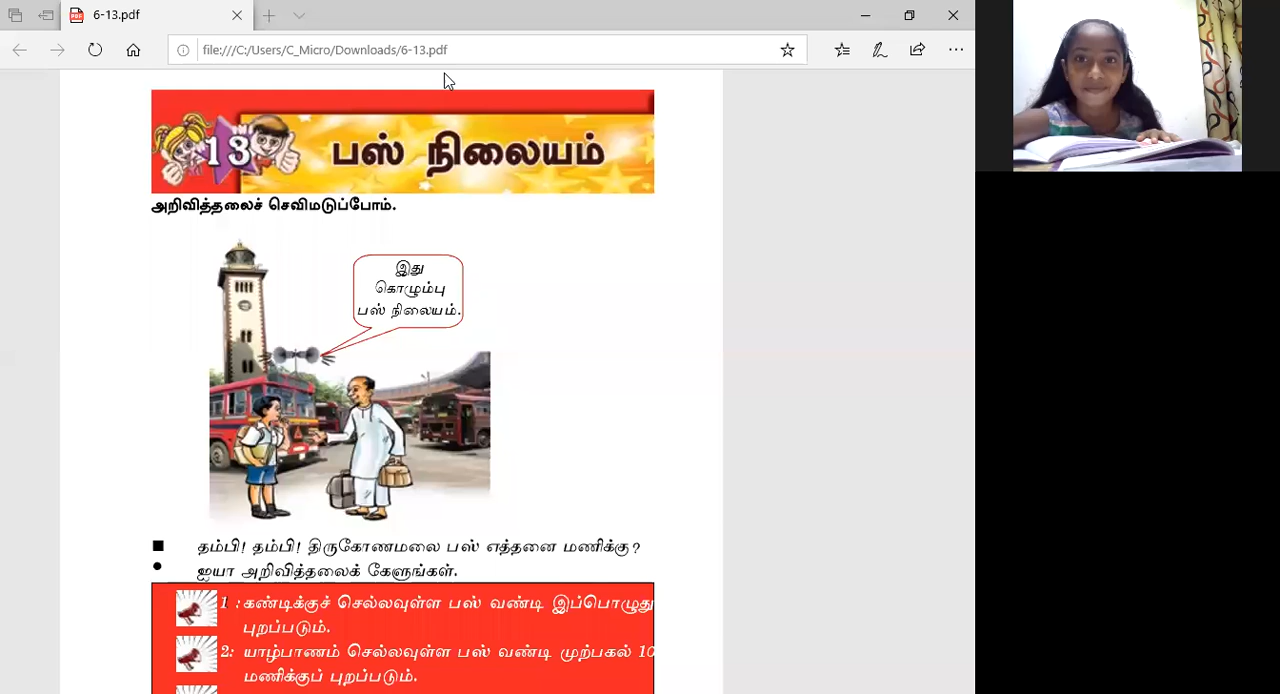 6-13.pdf
file:///C:/Users/C_Micro/Downloads/6-13.pdf
13 பஸ் நிலையம்
அறிவித்தலைச் செவிமடுப்போம்.
இது
கொழும்பு
பஸ் நிலையம்.
■ தம்பி! தம்பி! திருகோணமலை பஸ் எத்தனை மணிக்கு?
● ஐயா அறிவித்தலைக் கேளுங்கள்.
1 :கண்டிக்குச் செல்லவுள்ள பஸ் வண்டி இப்பொழுது
புறப்படும்.
2: யாழ்பாணம் செல்லவுள்ள பஸ் வண்டி முற்பகல் 10
மணிக்குப் புறப்படும்.